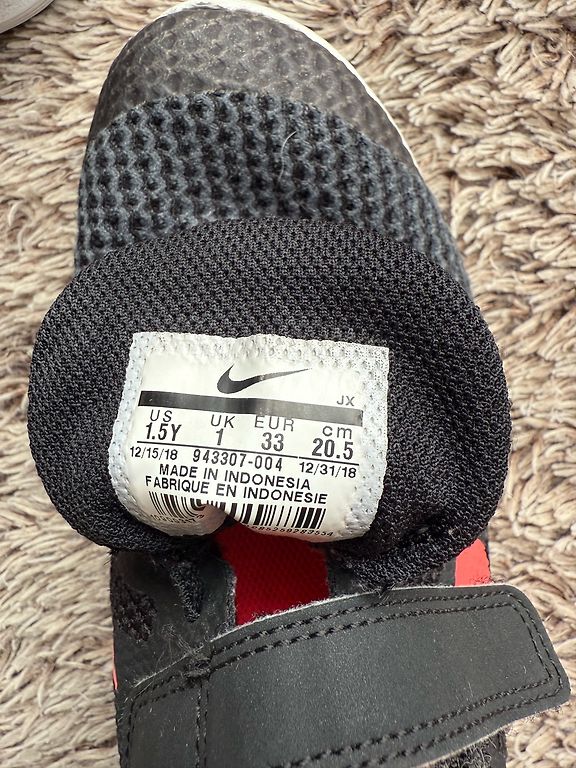 JX
US UK EUR cm
1.5Y 1 33 20.5
12/15/18 943307-004 12/31/18
MADE IN INDONESIA
FABRIQUE EN INDONESIE